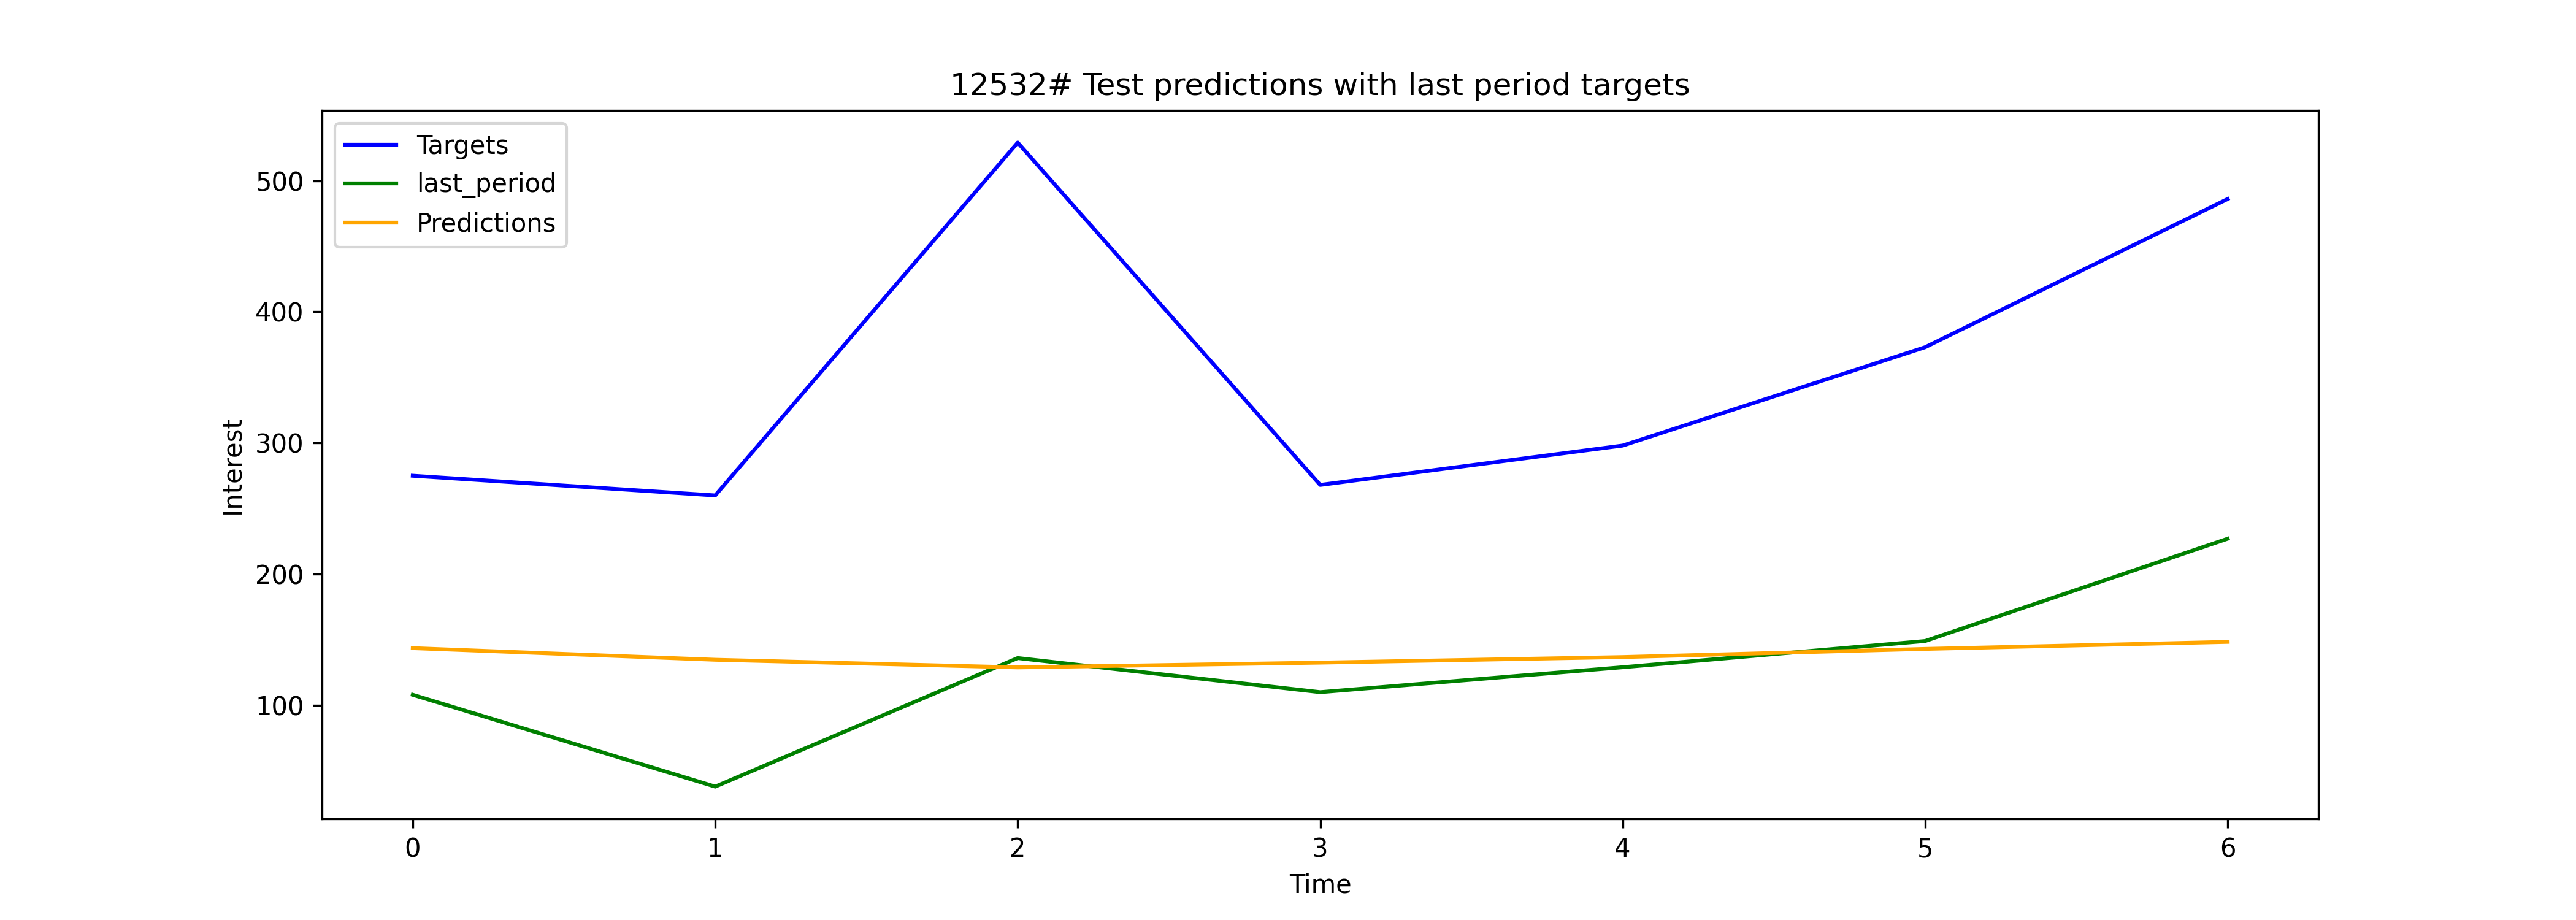 12532# Test predictions with last period targets
Targets
last_period
Predictions
500
400
300
200
100
Interest
0 1 2 3 4 5 6
Time